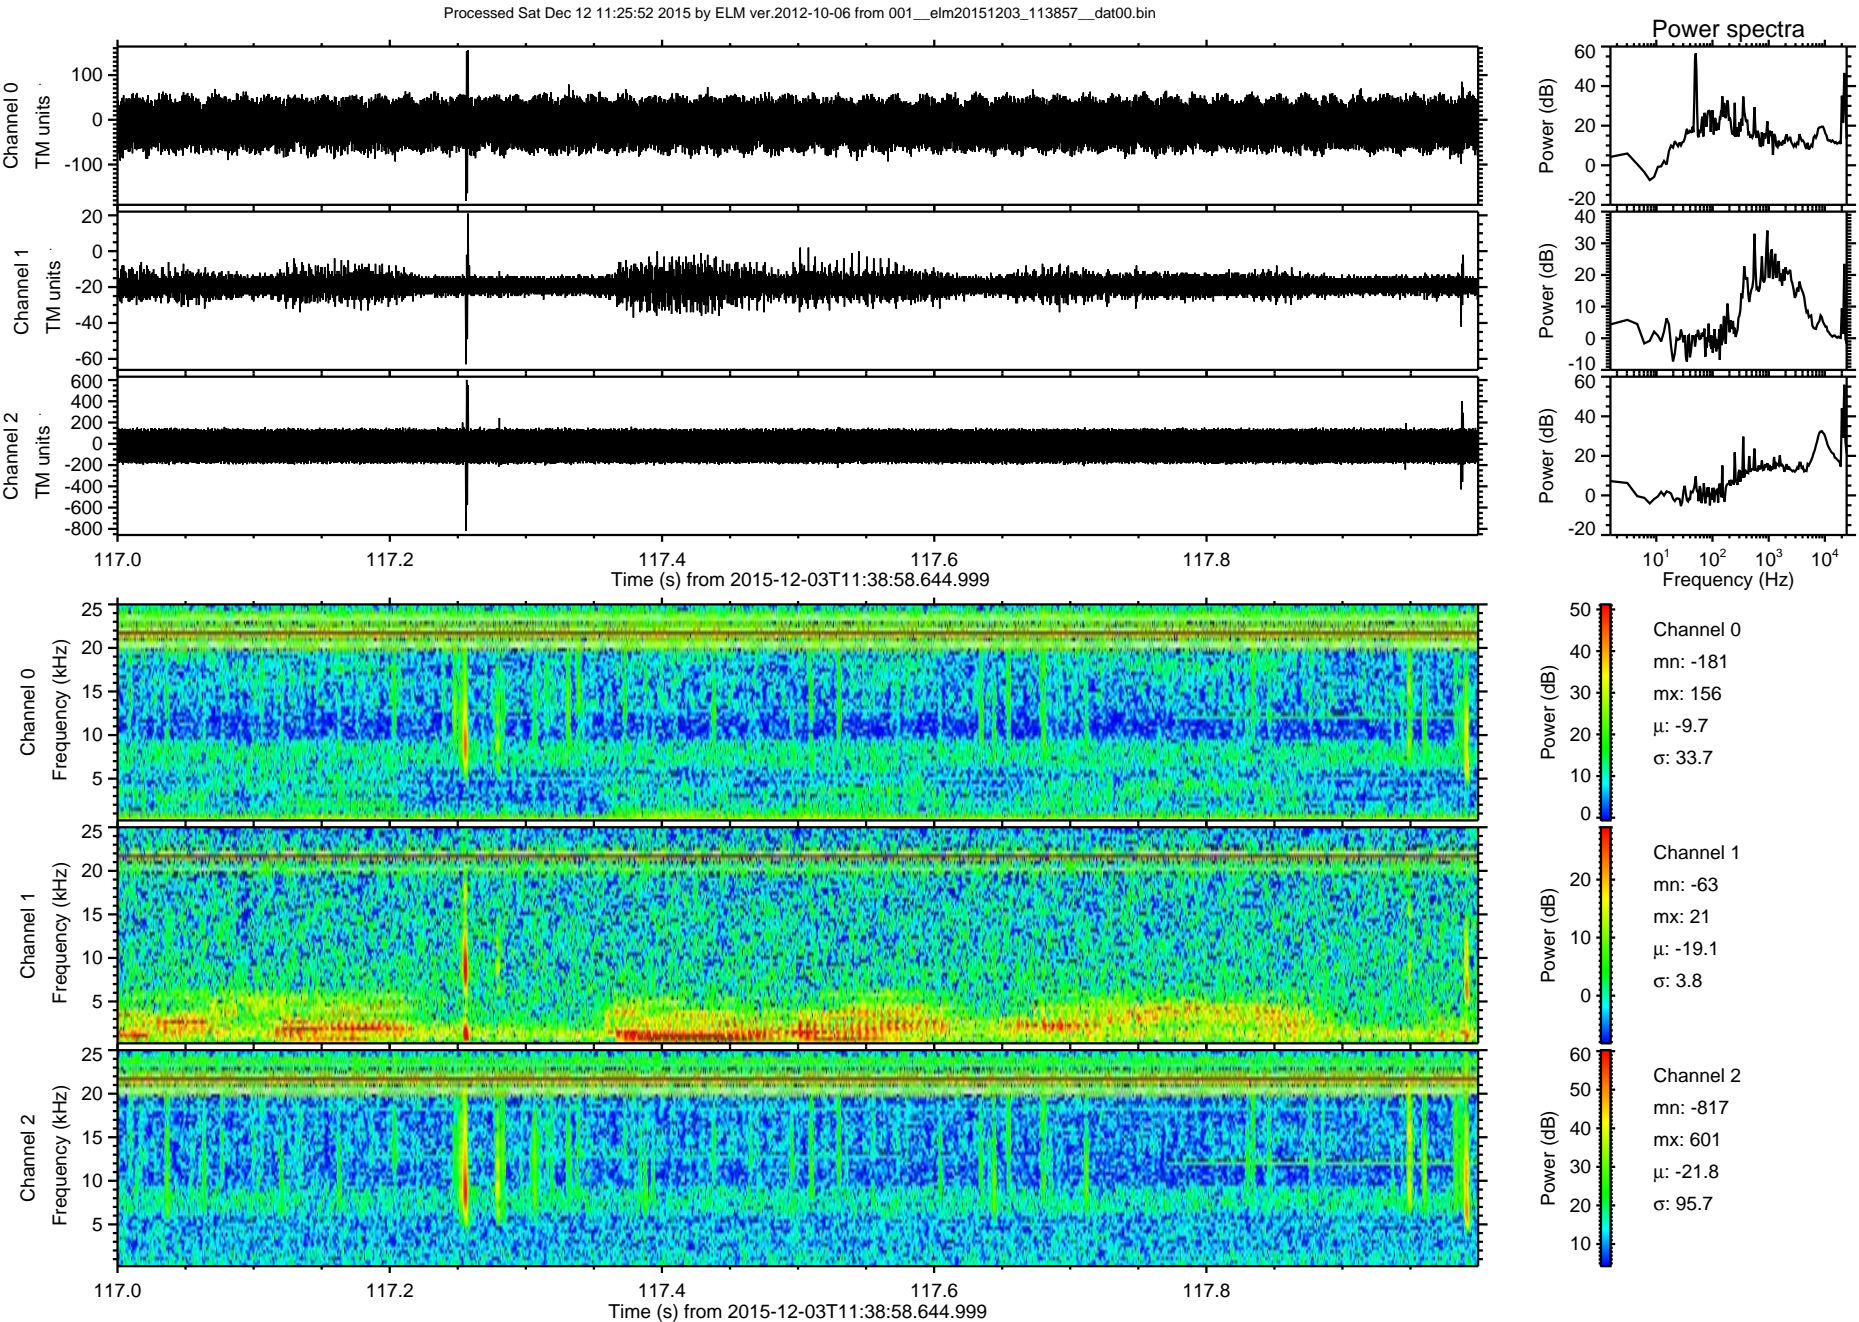 Processed Sat Dec 12 11:25:52 2015 by ELM ver.2012-10-06 from 001__elm20151203_113857__dat00.bin
Power spectra
Channel 0
TM units
100
0
-100
Power (dB)
60
40
20
0
-20
Channel 1
TM units
20
0
-20
-40
-60
Power (dB)
40
30
20
10
0
-10
Channel 2
TM units
600
400
200
0
-200
-400
-600
-800
Power (dB)
60
40
20
0
-20
117.0 117.2 117.4 117.6 117.8
Time (s) from 2015-12-03T11:38:58.644.999
10¹ 10² 10³ 10⁴
Frequency (Hz)
Channel 0
Frequency (kHz)
25
20
15
10
5
Power (dB)
50
40
30
20
10
0
Channel 0
mn: -181
mx: 156
μ: -9.7
σ: 33.7
Channel 1
Frequency (kHz)
25
20
15
10
5
Power (dB)
20
10
0
Channel 1
mn: -63
mx: 21
μ: -19.1
σ: 3.8
Channel 2
Frequency (kHz)
25
20
15
10
5
Power (dB)
60
50
40
30
20
10
Channel 2
mn: -817
mx: 601
μ: -21.8
σ: 95.7
117.0 117.2 117.4 117.6 117.8
Time (s) from 2015-12-03T11:38:58.644.999